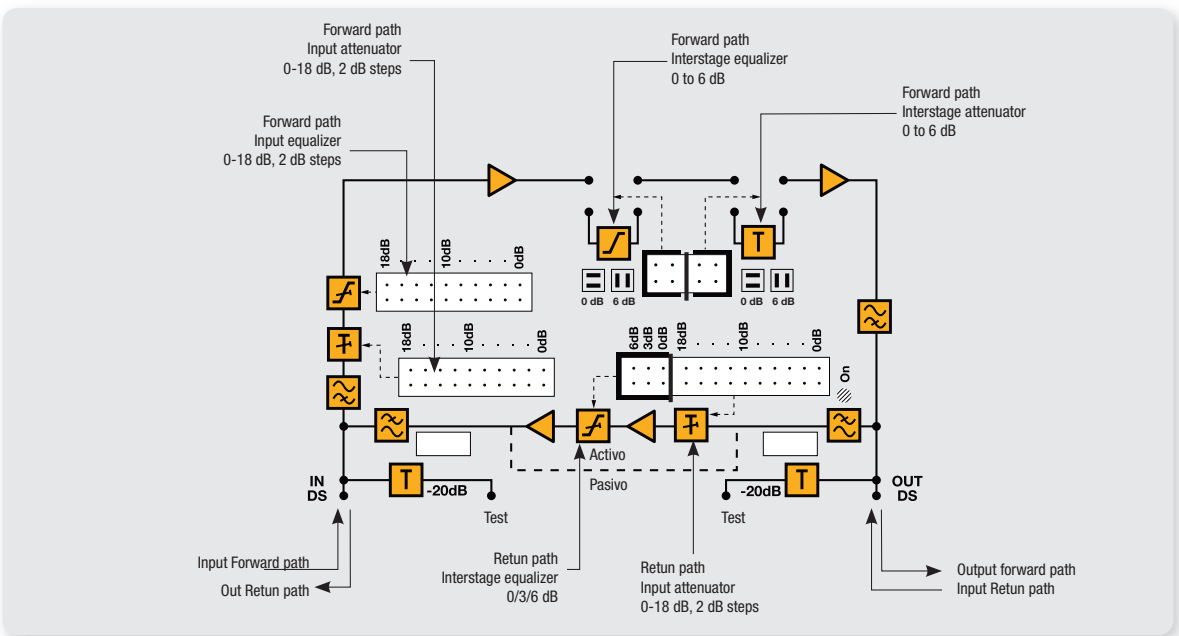 Forward path
Input attenuator
0-18 dB, 2 dB steps
Forward path
Interstage equalizer
0 to 6 dB
Forward path
Interstage attenuator
0 to 6 dB
Forward path
Input equalizer
0-18 dB, 2 dB steps
18dB . . . . 10dB . . . . 0dB
0 dB 6 dB
0 dB 6 dB
18dB . . . . 10dB . . . . 0dB
6dB 3dB 0dB 18dB . . . . 10dB . . . . 0dB
On
Activo
Pasivo
IN
DS
T
-20dB
Test
-20dB
T
Test
OUT
DS
T
Input Forward path
Out Retun path
Retun path
Interstage equalizer
0/3/6 dB
Retun path
Input attenuator
0-18 dB, 2 dB steps
Output forward path
Input Retun path